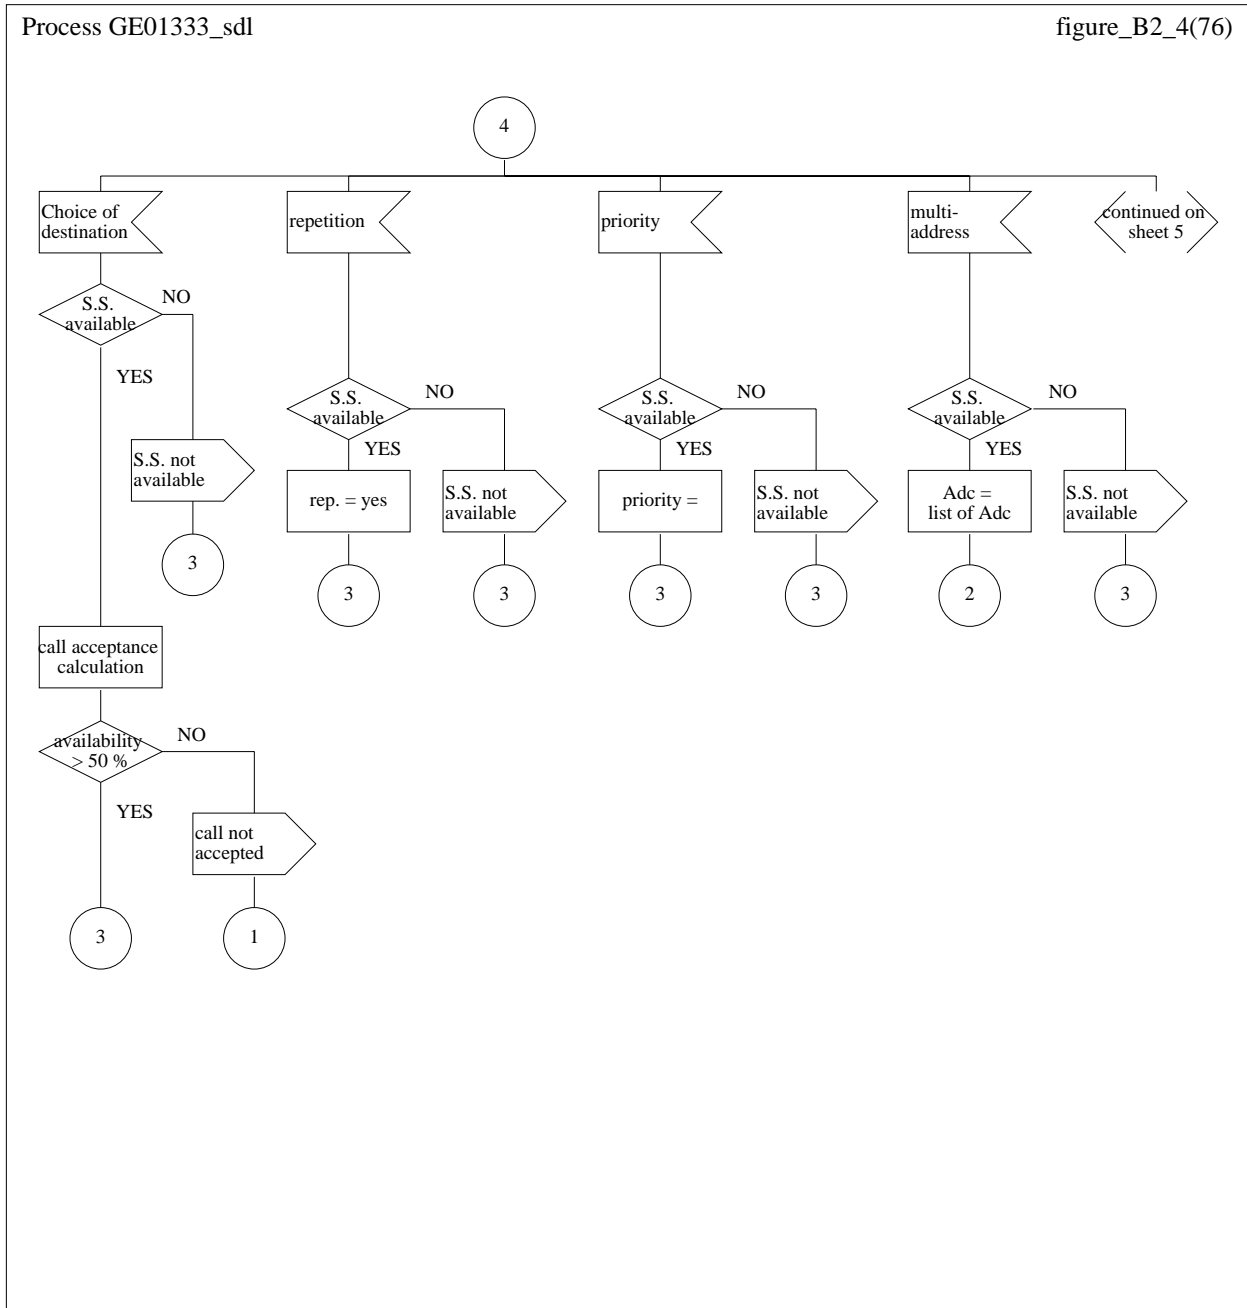 Process GE01333_sdl
figure_B2_4(76)
4
Choice of
destination
repetition
priority
multi-
address
continued on
sheet 5
S.S.
available
NO
YES
S.S.
available
NO
YES
S.S.
available
NO
YES
S.S.
available
NO
YES
S.S. not
available
rep. = yes
S.S. not
available
priority =
S.S. not
available
Adc =
list of Adc
S.S. not
available
3
3
3
3
3
2
3
call acceptance
calculation
availability
> 50 %
NO
YES
call not
accepted
3
1